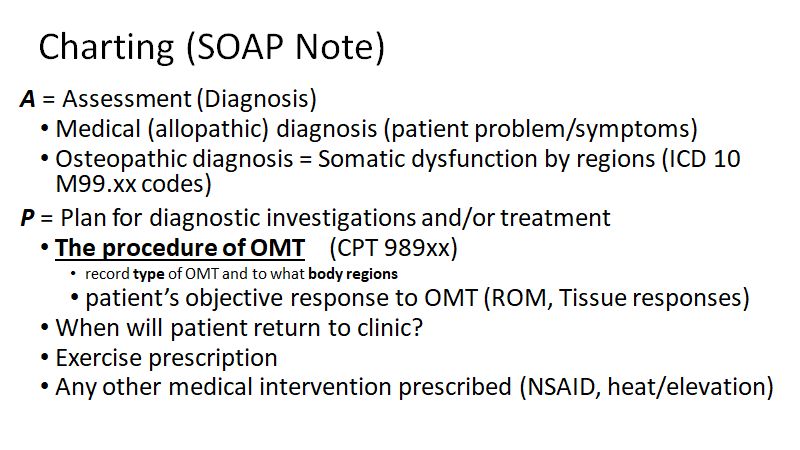 Charting (SOAP Note)
A = Assessment (Diagnosis)
• Medical (allopathic) diagnosis (patient problem/symptoms)
• Osteopathic diagnosis = Somatic dysfunction by regions (ICD 10
M99.xx codes)
P = Plan for diagnostic investigations and/or treatment
• The procedure of OMT (CPT 989xx)
• record type of OMT and to what body regions
• patient’s objective response to OMT (ROM, Tissue responses)
• When will patient return to clinic?
• Exercise prescription
• Any other medical intervention prescribed (NSAID, heat/elevation)